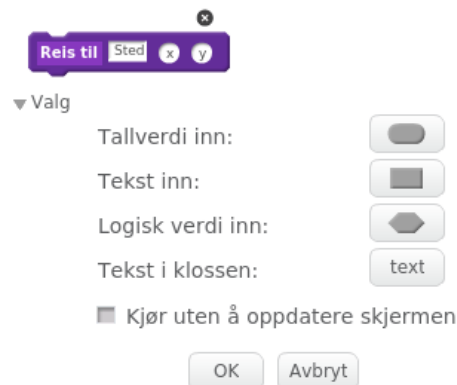 Reis til Sted x y
Valg
Tallverdi inn:
Tekst inn:
Logisk verdi inn:
Tekst i klossen: text
Kjør uten å oppdatere skjermen
OK Avbryt